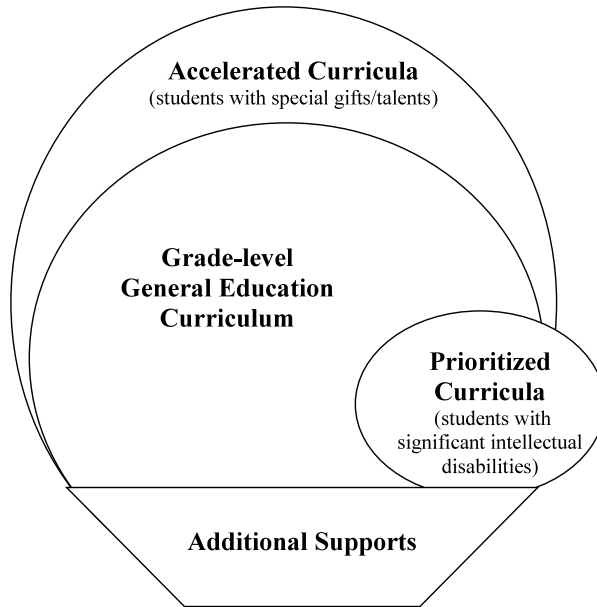 Accelerated Curricula
(students with special gifts/talents)
Grade-level
General Education
Curriculum
Prioritized
Curricula
(students with
significant intellectual
disabilities)
Additional Supports